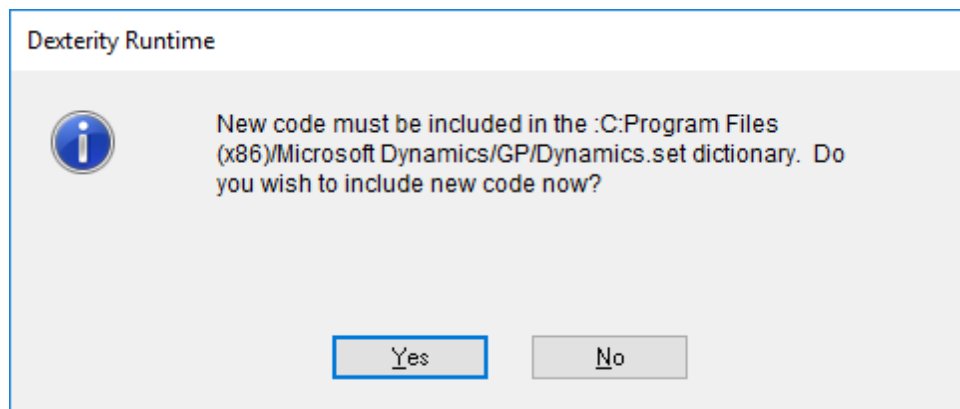 Dexterity Runtime
New code must be included in the :C:Program Files
(x86)/Microsoft Dynamics/GP/Dynamics.set dictionary.  Do
you wish to include new code now?
Yes
No